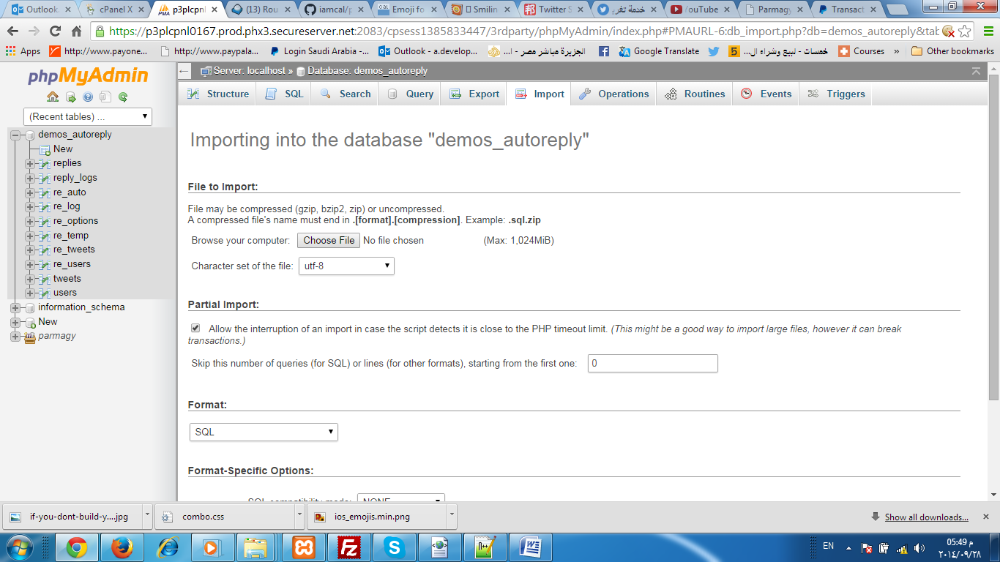 Outlook.
cPanel X
p3plcpnl
(13) Rou
iamcal/p
Emoji fo
Smilin
Twitter S
خدمة تغري
YouTube
Parmagy
Transact
https://p3plcpnl0167.prod.phx3.secureserver.net:2083/cpsess1385833447/3rdparty/phpMyAdmin/index.php#PMAURL-6:db_import.php?db=demos_autoreply&tab
Apps
http://www.payone...
http://www.paypala...
Login Saudi Arabia -...
Outlook - a.develop...
الجزيرة مباشر مصر - ا...
Google Translate
خمسات - لبيع وشراء ال...
Courses
»
Other bookmarks
phpMyAdmin
(Recent tables) ...
demos_autoreply
New
replies
reply_logs
re_auto
re_log
re_options
re_temp
re_tweets
re_users
tweets
users
information_schema
New
parmagy
Server: localhost » Database: demos_autoreply
Structure
SQL
Search
Query
Export
Import
Operations
Routines
Events
Triggers
Importing into the database "demos_autoreply"
File to Import:
File may be compressed (gzip, bzip2, zip) or uncompressed.
A compressed file's name must end in .[format].[compression]. Example: .sql.zip
Browse your computer: Choose File No file chosen (Max: 1,024MiB)
Character set of the file: utf-8
Partial Import:
Allow the interruption of an import in case the script detects it is close to the PHP timeout limit. (This might be a good way to import large files, however it can break
transactions.)
Skip this number of queries (for SQL) or lines (for other formats), starting from the first one: 0
Format:
SQL
Format-Specific Options:
SQL compatibility mode: NONE
if-you-dont-build-y....jpg
combo.css
ios_emojis.min.png
Show all downloads...
EN
05:49 م
٢٠١٤/٠٩/٢٨